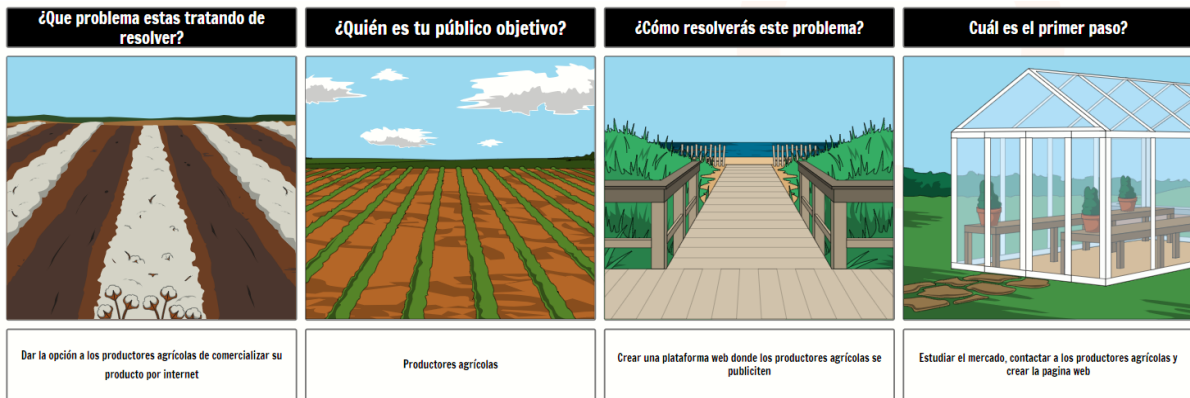 ¿Que problema estas tratando de
resolver?
¿Quién es tu público objetivo?
¿Cómo resolverás este problema?
Cuál es el primer paso?
Dar la opción a los productores agrícolas de comercializar su
producto por internet
Productores agrícolas
Crear una plataforma web donde los productores agrícolas se
publiciten
Estudiar el mercado, contactar a los productores agrícolas y
crear la pagina web